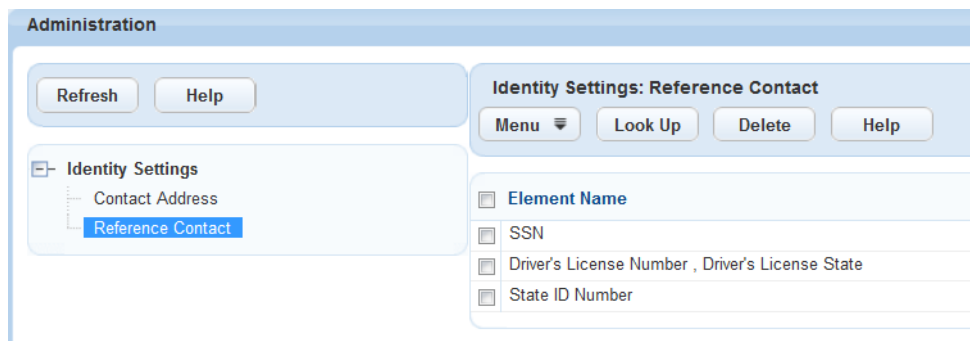 Administration
Refresh Help
Identity Settings
Contact Address
Reference Contact
Identity Settings: Reference Contact
Menu Look Up Delete Help
Element Name
SSN
Driver's License Number , Driver's License State
State ID Number